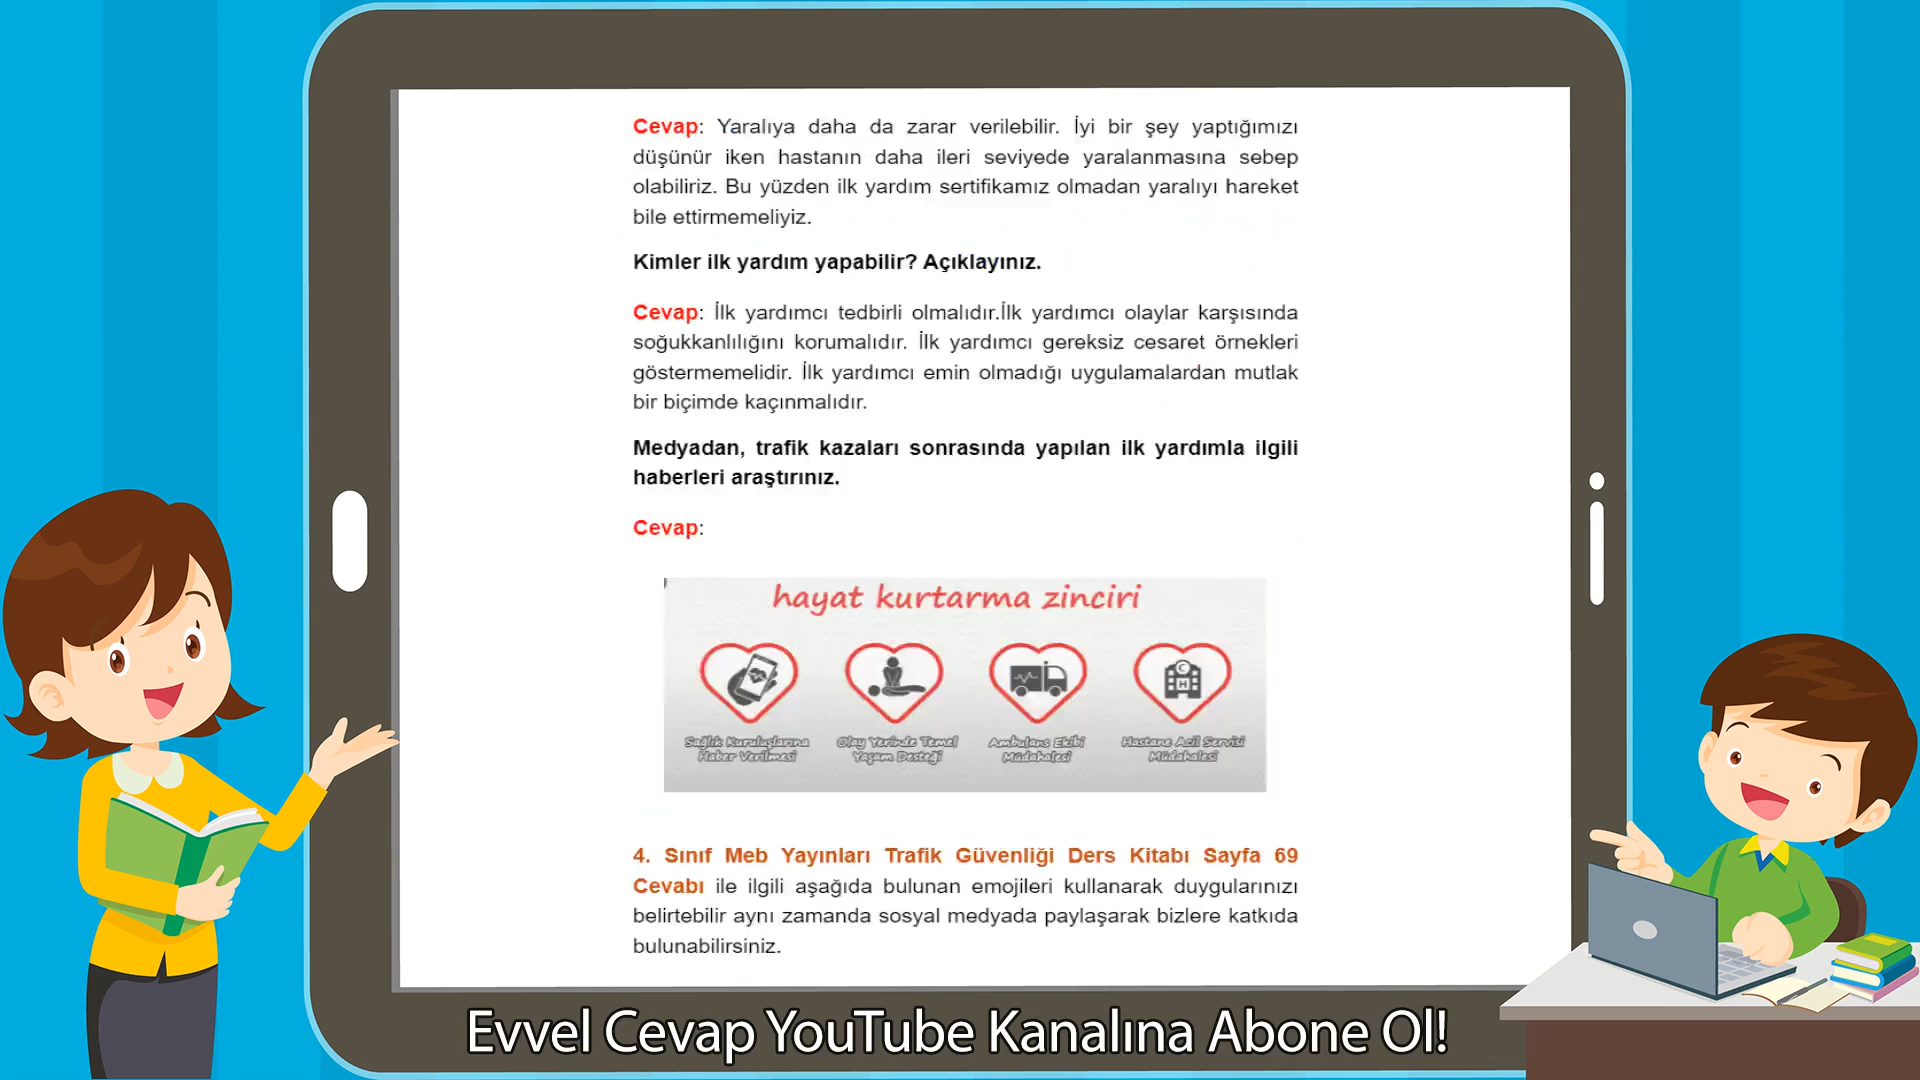 Cevap: Yaralıya daha da zarar verilebilir. İyi bir şey yaptığımızı
düşünür iken hastanın daha ileri seviyede yaralanmasına sebep
olabiliriz. Bu yüzden ilk yardım sertifikamız olmadan yaralıyı hareket
bile ettirmemeliyiz.
Kimler ilk yardım yapabilir? Açıklayınız.
Cevap: İlk yardımcı tedbirli olmalıdır.İlk yardımcı olaylar karşısında
soğukkanlılığını korumalıdır. İlk yardımcı gereksiz cesaret örnekleri
göstermemelidir. İlk yardımcı emin olmadığı uygulamalardan mutlak
bir biçimde kaçınmalıdır.
Medyadan, trafik kazaları sonrasında yapılan ilk yardımla ilgili
haberleri araştırınız.
Cevap:
hayat kurtarma zinciri
C
H
Sağlık Kuruluşlarına
Haber Verilmesi
Olay Yerinde Temel
Yaşam Desteği
Ambulans Ekibi
Müdahalesi
Hastane Acil Servisi
Müdahalesi
4. Sınıf Meb Yayınları Trafik Güvenliği Ders Kitabı Sayfa 69
Cevabı ile ilgili aşağıda bulunan emojileri kullanarak duygularınızı
belirtebilir aynı zamanda sosyal medyada paylaşarak bizlere katkıda
bulunabilirsiniz.
Evvel Cevap YouTube Kanalına Abone Ol!